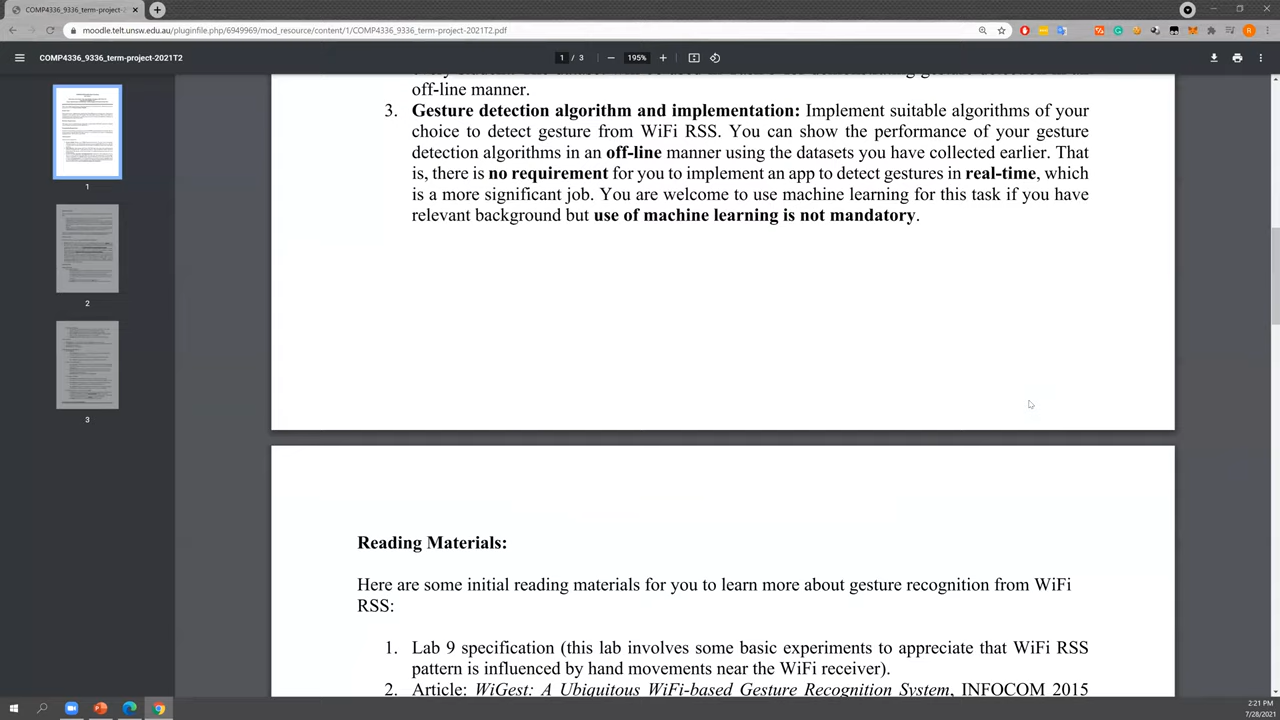 COMP4336_9336_term-project-
moodle.telt.unsw.edu.au/pluginfile.php/6949969/mod_resource/content/1/COMP4336_9336_term-project-2021T2.pdf
COMP4336_9336_term-project-2021T2
1 / 3
195%
1
2
3
off-line manner.
3. Gesture detection algorithm and implementation: Implement suitable algorithms of your
choice to detect gesture from WiFi RSS. You can show the performance of your gesture
detection algorithms in an off-line manner using the datasets you have collected earlier. That
is, there is no requirement for you to implement an app to detect gestures in real-time, which
is a more significant job. You are welcome to use machine learning for this task if you have
relevant background but use of machine learning is not mandatory.
Reading Materials:
Here are some initial reading materials for you to learn more about gesture recognition from WiFi
RSS:
1. Lab 9 specification (this lab involves some basic experiments to appreciate that WiFi RSS
pattern is influenced by hand movements near the WiFi receiver).
2. Article: WiGest: A Ubiquitous WiFi-based Gesture Recognition System, INFOCOM 2015
2:21 PM
7/28/2021